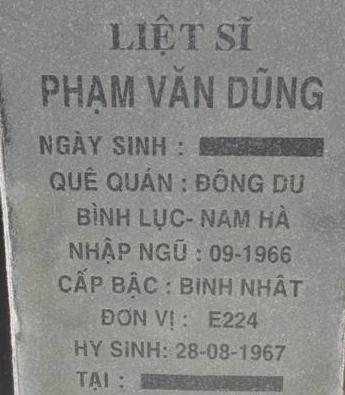 LIỆT SĨ
PHẠM VĂN DŨNG
NGÀY SINH :
QUÊ QUÁN : ĐÔNG DU
BÌNH LỤC- NAM HÀ
NHẬP NGŨ : 09-1966
CẤP BẬC : BINH NHẤT
ĐƠN VỊ : E224
HY SINH: 28-08-1967
TẠI :